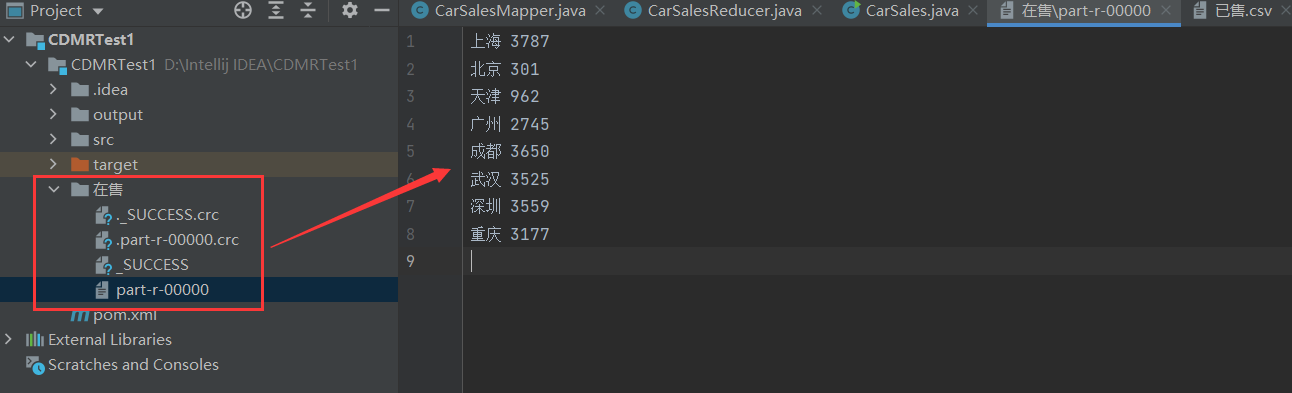 Project
CDMRTest1
CDMRTest1 D:\Intellij IDEA\CDMRTest1
.idea
output
src
target
在售
._SUCCESS.crc
.part-r-00000.crc
_SUCCESS
part-r-00000
pom.xml
External Libraries
Scratches and Consoles
CarSalesMapper.java CarSalesReducer.java CarSales.java 在售\part-r-00000 已售.csv
1 上海 3787
2 北京 301
3 天津 962
4 广州 2745
5 成都 3650
6 武汉 3525
7 深圳 3559
8 重庆 3177
9